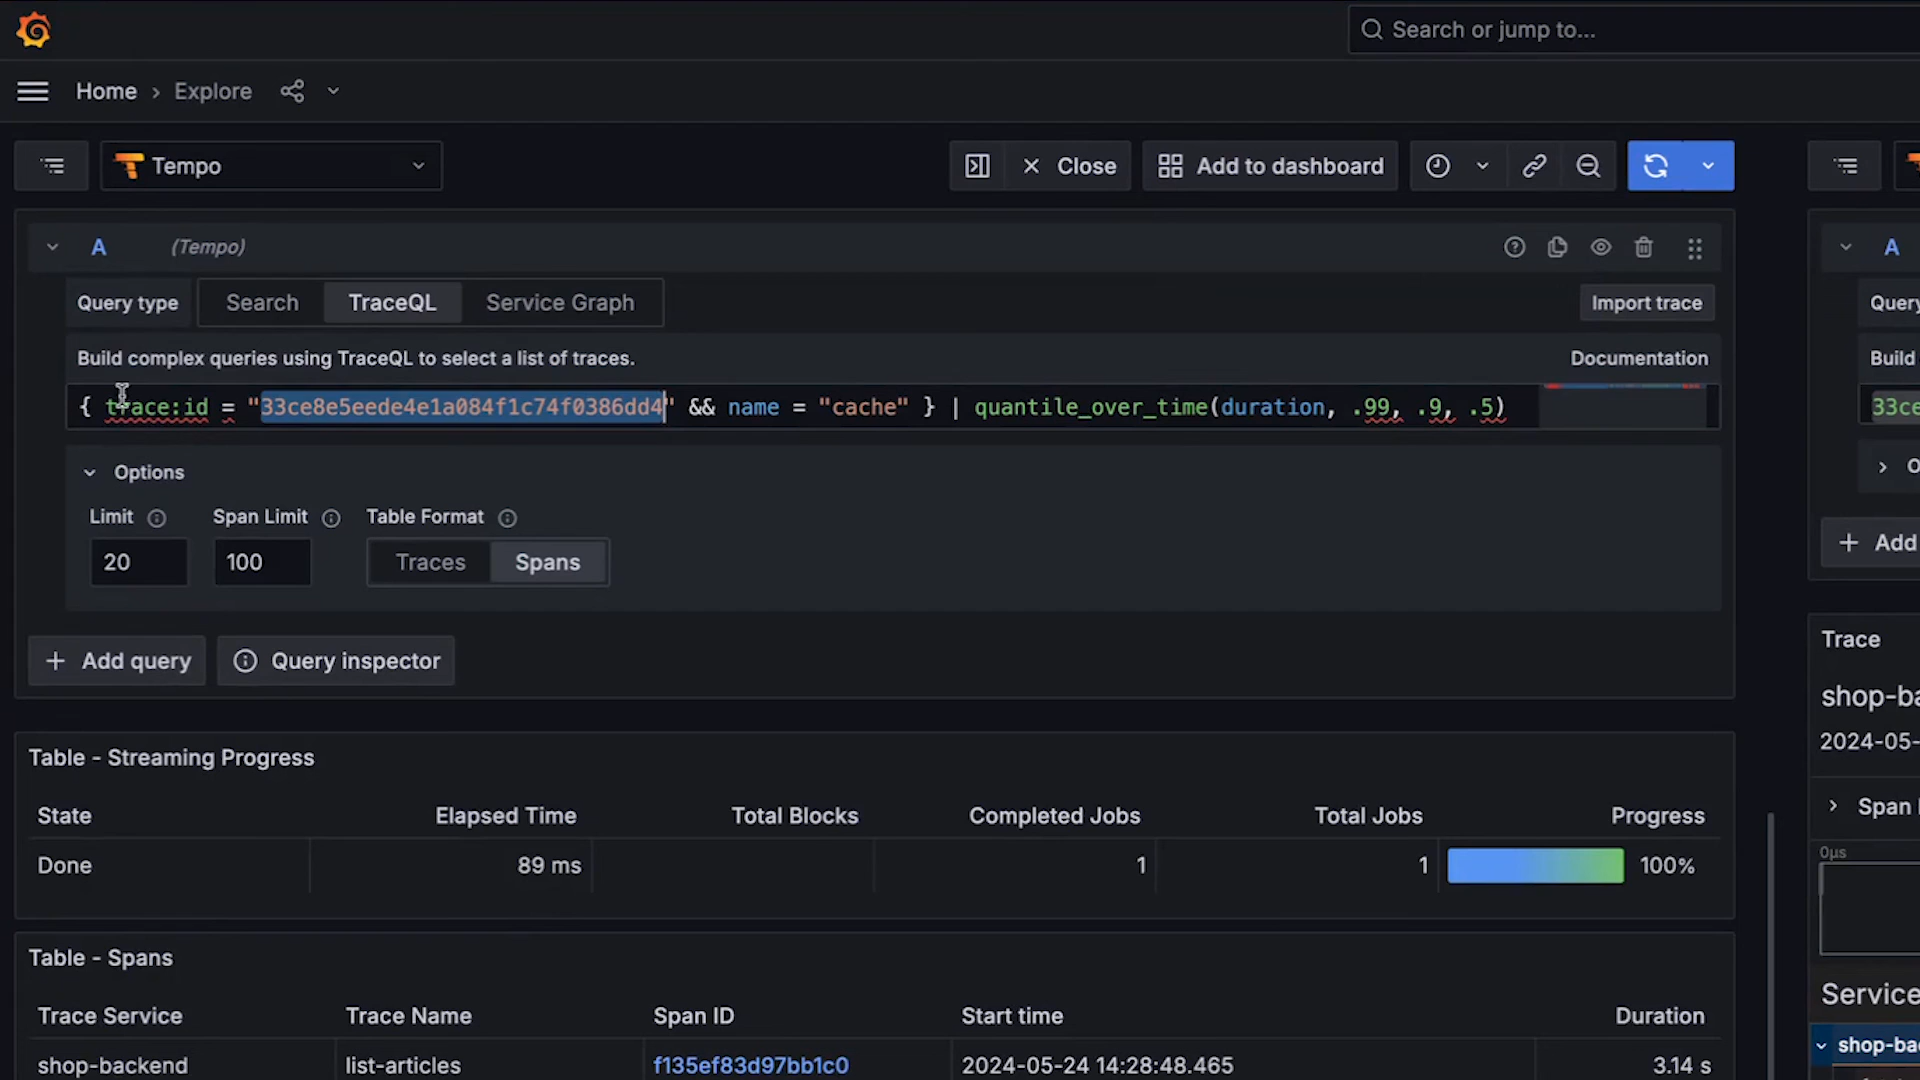 Search or jump to...
Home › Explore
Tempo
Close
Add to dashboard
A (Tempo)
A
Query type
Search
TraceQL
Service Graph
Import trace
Query
Build complex queries using TraceQL to select a list of traces.
Documentation
Build
{ trace:id = "33ce8e5eede4e1a084f1c74f0386dd4" && name = "cache" } | quantile_over_time(duration, .99, .9, .5)
33ce
Options
O
Limit
Span Limit
Table Format
20
100
Traces
Spans
+ Add
+ Add query
Query inspector
Trace
shop-ba
2024-05-
Table - Streaming Progress
State Elapsed Time Total Blocks Completed Jobs Total Jobs Progress
Done 89 ms 1 1 100%
Span
0μs
Table - Spans
Service
Trace Service Trace Name Span ID Start time Duration
shop-backend list-articles f135ef83d97bb1c0 2024-05-24 14:28:48.465 3.14 s
shop-ba